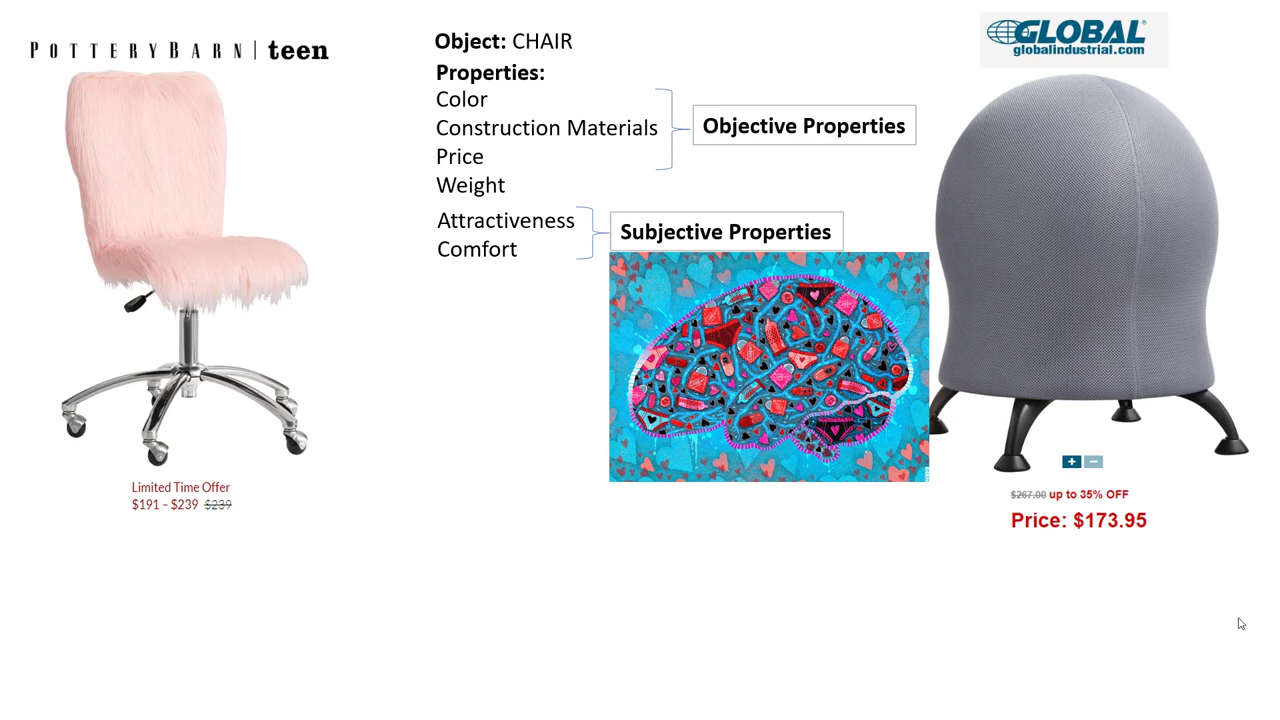 POTTERYBARN | teen
Limited Time Offer
$191 – $239 $239
Object: CHAIR
Properties:
Color
Construction Materials
Price
Weight
Objective Properties
Attractiveness
Comfort
Subjective Properties
GLOBAL®
globalindustrial.com
+ −
$267.00 up to 35% OFF
Price: $173.95